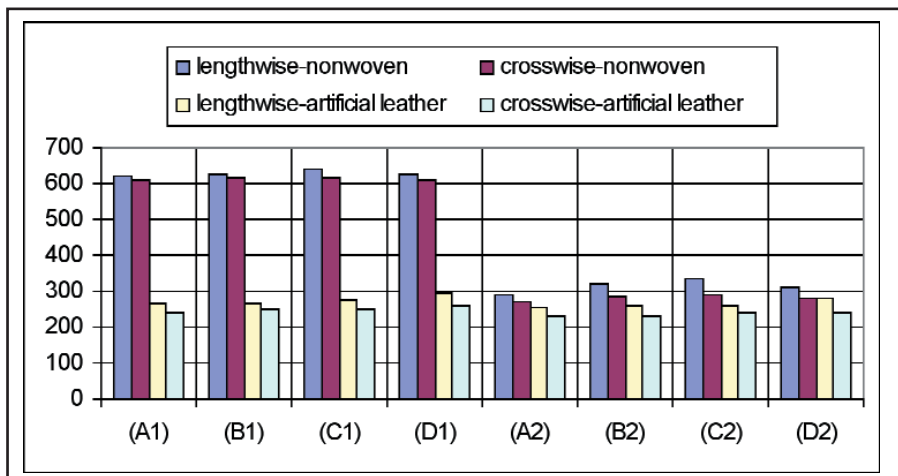 lengthwise-nonwoven crosswise-nonwoven
lengthwise-artificial leather crosswise-artificial leather
700
600
500
400
300
200
100
0
(A1) (B1) (C1) (D1) (A2) (B2) (C2) (D2)